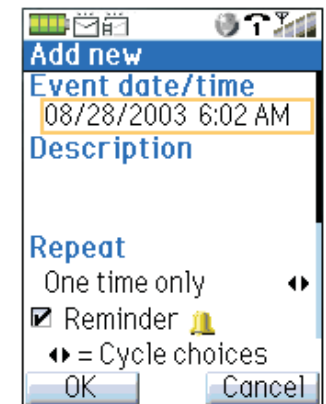 Add new
Event date/time
08/28/2003 6:02 AM
Description
Repeat
One time only
Reminder
= Cycle choices
OK Cancel